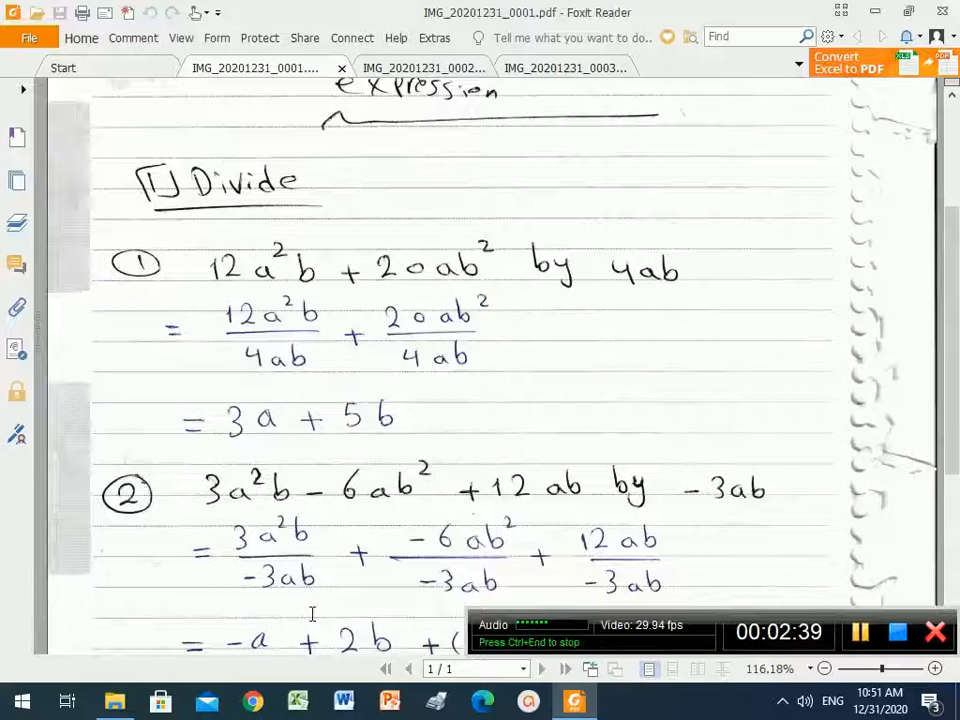 IMG_20201231_0001.pdf - Foxit Reader
File Home Comment View Form Protect Share Connect Help Extras Tell me what you want to do... Find
Convert Excel to PDF
Start IMG_20201231_0001.... IMG_20201231_0002... IMG_20201231_0003...
expression
1 Divide
① 12a²b + 20ab² by 4ab
= 12a²b/4ab + 20ab²/4ab
= 3a + 5b
② 3a²b - 6ab² + 12ab by - 3ab
= 3a²b/-3ab + -6ab²/-3ab + 12ab/-3ab
= -a + 2b + (
Audio Video: 29.94 fps
Press Ctrl+End to stop
00:02:39
1 / 1
116.18%
ENG
10:51 AM
12/31/2020
3